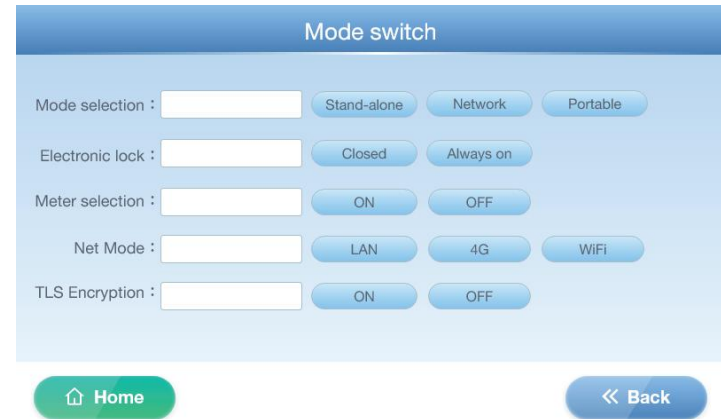 Mode switch
Mode selection： Stand-alone Network Portable
Electronic lock： Closed Always on
Meter selection： ON OFF
Net Mode： LAN 4G WiFi
TLS Encryption： ON OFF
Home Back